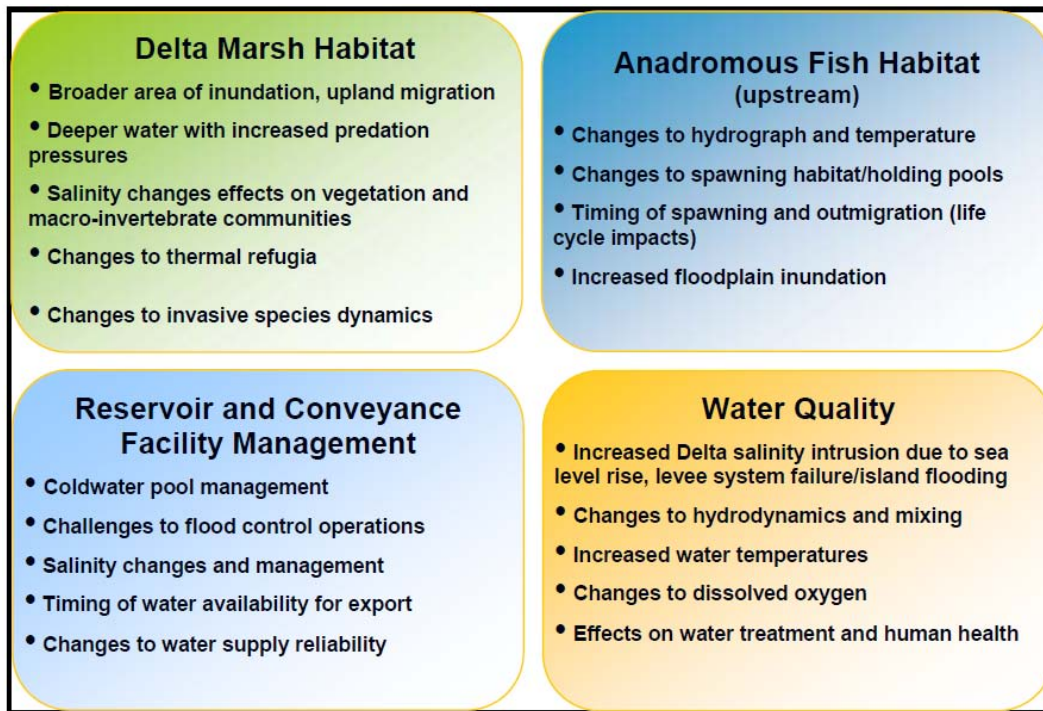 Delta Marsh Habitat
• Broader area of inundation, upland migration
• Deeper water with increased predation
pressures
• Salinity changes effects on vegetation and
macro-invertebrate communities
• Changes to thermal refugia
• Changes to invasive species dynamics
Anadromous Fish Habitat
(upstream)
• Changes to hydrograph and temperature
• Changes to spawning habitat/holding pools
• Timing of spawning and outmigration (life
cycle impacts)
• Increased floodplain inundation
Reservoir and Conveyance
Facility Management
• Coldwater pool management
• Challenges to flood control operations
• Salinity changes and management
• Timing of water availability for export
• Changes to water supply reliability
Water Quality
• Increased Delta salinity intrusion due to sea
level rise, levee system failure/island flooding
• Changes to hydrodynamics and mixing
• Increased water temperatures
• Changes to dissolved oxygen
• Effects on water treatment and human health